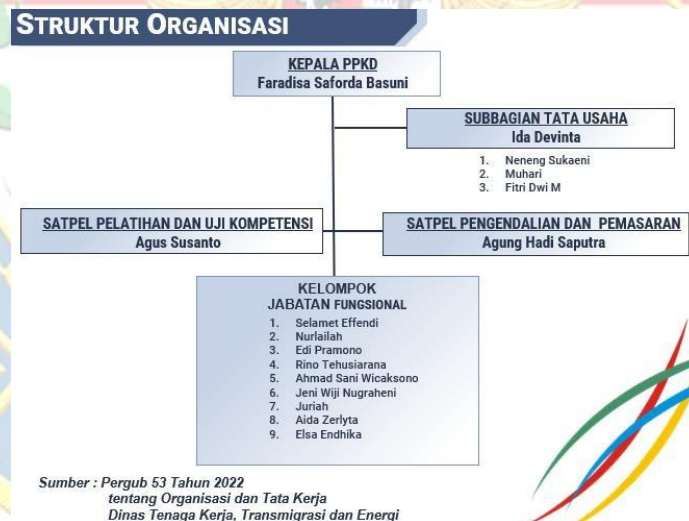 STRUKTUR ORGANISASI
KEPALA PPKD
Faradisa Saforda Basuni
SUBBAGIAN TATA USAHA
Ida Devinta
1. Neneng Sukaeni
2. Muhari
3. Fitri Dwi M
SATPEL PELATIHAN DAN UJI KOMPETENSI
Agus Susanto
SATPEL PENGENDALIAN DAN PEMASARAN
Agung Hadi Saputra
KELOMPOK
JABATAN FUNGSIONAL
1. Selamet Effendi
2. Nurlailah
3. Edi Pramono
4. Rino Tehusiarana
5. Ahmad Sani Wicaksono
6. Jeni Wiji Nugraheni
7. Juriah
8. Aida Zerlyta
9. Elsa Endhika
Sumber : Pergub 53 Tahun 2022
tentang Organisasi dan Tata Kerja
Dinas Tenaga Kerja, Transmigrasi dan Energi